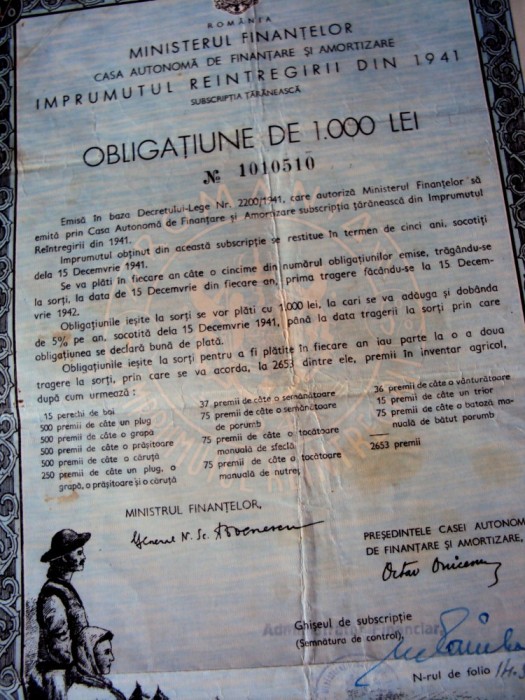 ROMÂNIA
MINISTERUL FINANȚELOR
CASA AUTONOMĂ DE FINANȚARE ȘI AMORTIZARE
IMPRUMUTUL REINTREGIRII DIN 1941
SUBSCRIPȚIA ȚĂRĂNEASCĂ
OBLIGAȚIUNE DE 1.000 LEI
№ 1010510
Emisă în baza Decretului-Lege Nr. 2200/1941, care autoriză Ministerul Finanțelor să
emită prin Casa Autonomă de Finanțare și Amortizare subscripția țărănească din Imprumutul
Reîntregirii din 1941.
Imprumutul obținut din această subscripție se restitue în termen de cinci ani, socotiți
dela 15 Decemvrie 1941.
Se va plăti în fiecare an câte o cincime din numărul obligațiunilor emise, trăgându-se
la sorți, la data de 15 Decemvrie din fiecare an, prima tragere făcându-se la 15 Decem-
vrie 1942.
Obligațiunile ieșite la sorți se vor plăti cu 1.000 lei, la cari se va adăuga și dobânda
de 5% pe an, socotită dela 15 Decemvrie 1941, până la data tragerii la sorți prin care
obligațiunea se declară bună de plată.
Obligațiunile ieșite la sorți pentru a fi plătite în fiecare an iau parte la o a doua
tragere la sorți, prin care se va acorda, la 2653 dintre ele, premii în inventar agricol,
după cum urmează:
15 perechi de boi
500 premii de câte un plug
500 premii de câte o grapă
500 premii de câte o prășitoare
500 premii de câte o căruță
250 premii de câte un plug, o
grapă, o prășitoare și o căruță
37 premii de câte o semănătoare
75 premii de câte o semănătoare
de porumb
75 premii de câte o tocătoare
manuală de sfeclă
75 premii de câte o tocătoare
manuală de nutreț
36 premii de câte o vânturătoare
15 premii de câte un trior
75 premii de câte o batoză ma-
nuală de bătut porumb
2653 premii
MINISTRUL FINANȚELOR,
General N. Sc. Stoenescu
PREȘEDINTELE CASEI AUTONOME
DE FINANȚARE ȘI AMORTIZARE,
Octav Onicescu
Ghișeul de subscripție
(Semnătura de control),
N-rul de folio